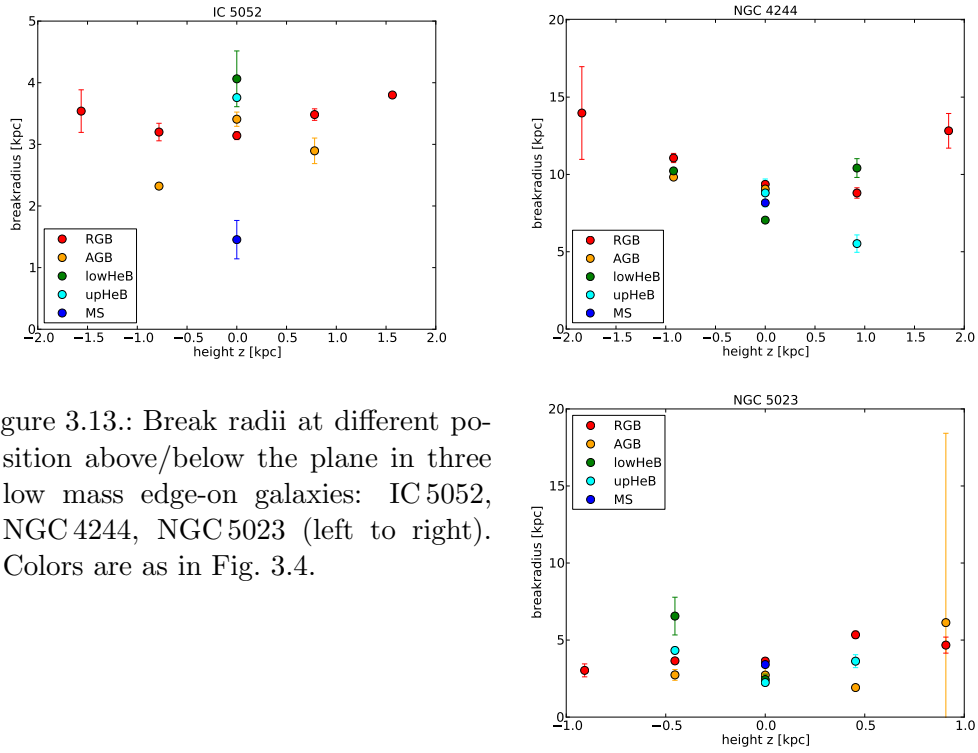 IC 5052
5
4
3
2
1
0
breakradius [kpc]
RGB
AGB
lowHeB
upHeB
MS
−2.0 −1.5 −1.0 −0.5 0.0 0.5 1.0 1.5 2.0
height z [kpc]
NGC 4244
20
15
10
5
0
breakradius [kpc]
RGB
AGB
lowHeB
upHeB
MS
−2.0 −1.5 −1.0 −0.5 0.0 0.5 1.0 1.5 2.0
height z [kpc]
gure 3.13.: Break radii at different po-
sition above/below the plane in three
low mass edge-on galaxies: IC 5052,
NGC 4244, NGC 5023 (left to right).
Colors are as in Fig. 3.4.
NGC 5023
20
15
10
5
0
breakradius [kpc]
RGB
AGB
lowHeB
upHeB
MS
−1.0 −0.5 0.0 0.5 1.0
height z [kpc]